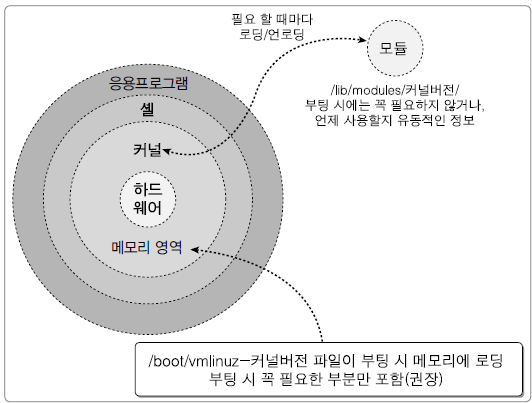 필요 할 때마다
로딩/언로딩
모듈
/lib/modules/커널버전/
부팅 시에는 꼭 필요하지 않거나,
언제 사용할지 유동적인 정보
응용프로그램
셸
커널
하드
웨어
메모리 영역
/boot/vmlinuz-커널버전 파일이 부팅 시 메모리에 로딩
부팅 시 꼭 필요한 부분만 포함(권장)